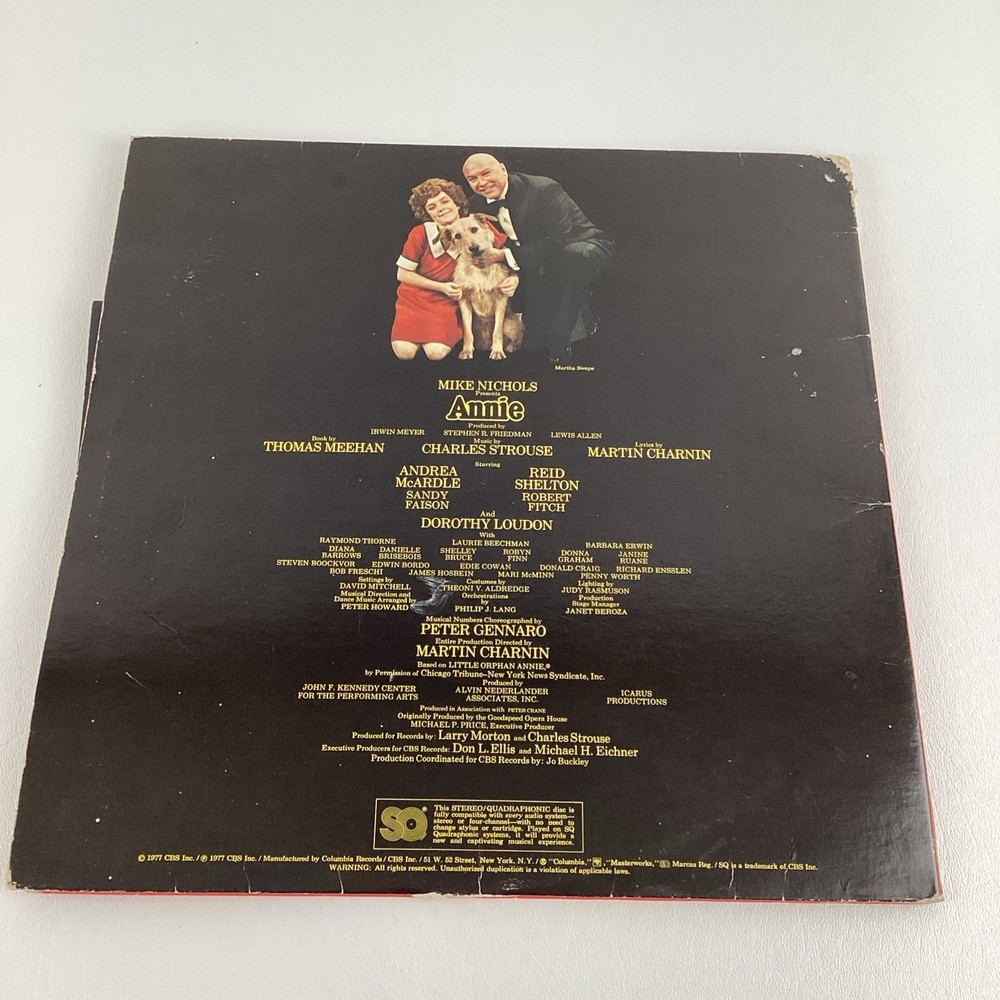 Martha Swope
MIKE NICHOLS
Presents
Annie
Produced by
IRWIN MEYER STEPHEN R. FRIEDMAN LEWIS ALLEN
Book by Music by Lyrics by
THOMAS MEEHAN CHARLES STROUSE MARTIN CHARNIN
Starring
ANDREA REID
McARDLE SHELTON
SANDY ROBERT
FAISON FITCH
And
DOROTHY LOUDON
With
RAYMOND THORNE LAURIE BEECHMAN BARBARA ERWIN
DIANA DANIELLE SHELLEY ROBYN DONNA JANINE
BARROWS BRISEBOIS BRUCE FINN GRAHAM RUANE
STEVEN BOOCKVOR EDWIN BORDO EDIE COWAN DONALD CRAIG RICHARD ENSSLEN
BOB FRESCHI JAMES HOSBEIN MARI McMINN PENNY WORTH
Settings by Costumes by Lighting by
DAVID MITCHELL THEONI V. ALDREDGE JUDY RASMUSON
Musical Direction and Orchestrations Production
Dance Music Arranged by by Stage Manager
PETER HOWARD PHILIP J. LANG JANET BEROZA
Musical Numbers Choreographed by
PETER GENNARO
Entire Production Directed by
MARTIN CHARNIN
Based on LITTLE ORPHAN ANNIE,®
by Permission of Chicago Tribune-New York News Syndicate, Inc.
Produced by
JOHN F. KENNEDY CENTER ALVIN NEDERLANDER ICARUS
FOR THE PERFORMING ARTS ASSOCIATES, INC. PRODUCTIONS
Produced in Association with PETER CRANE
Originally Produced by the Goodspeed Opera House
MICHAEL P. PRICE, Executive Producer
Produced for Records by: Larry Morton and Charles Strouse
Executive Producers for CBS Records: Don L. Ellis and Michael H. Eichner
Production Coordinated for CBS Records by: Jo Buckley
SQ®
This STEREO/QUADRAPHONIC disc is
fully compatible with every audio system—
stereo or four-channel—with no need to
change stylus or cartridge. Played on SQ
Quadraphonic systems, it will provide a
new and captivating musical experience.
© 1977 CBS Inc. / ℗ 1977 CBS Inc. / Manufactured by Columbia Records / CBS Inc. / 51 W. 52 Street, New York, N.Y. / ® "Columbia," , "Masterworks," Marcas Reg. / SQ is a trademark of CBS Inc.
WARNING: All rights reserved. Unauthorized duplication is a violation of applicable laws.